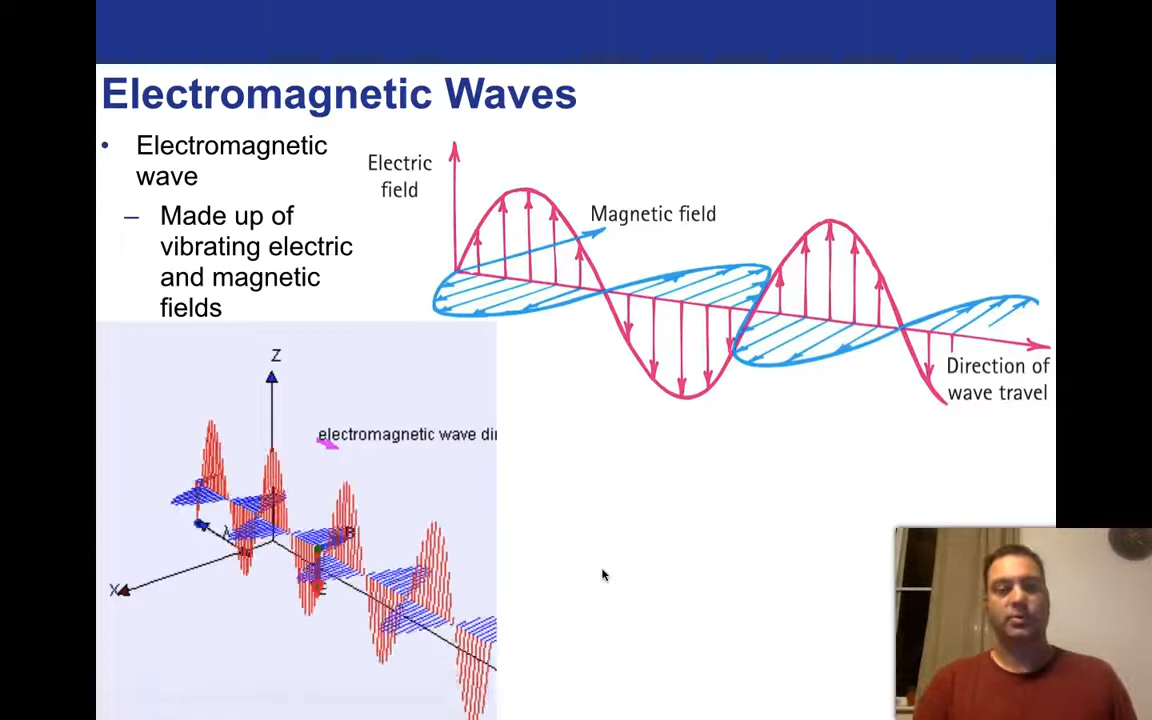 Electromagnetic Waves
• Electromagnetic
wave
– Made up of
vibrating electric
and magnetic
fields
Electric
field
Magnetic field
Direction of
wave travel
Z
electromagnetic wave di
λ
B
X
E